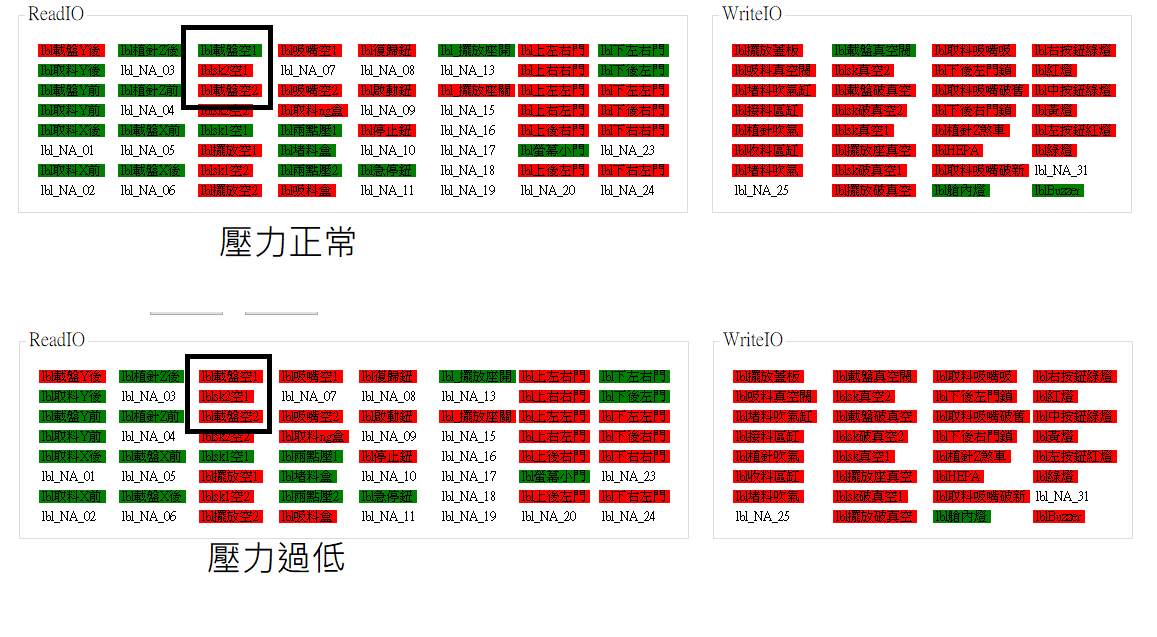 ReadIO WriteIO
lbl載盤Y後 lbl植針Z後 lbl載盤空1 lbl吸嘴空1 lbl復歸鈕 lbl_擺放座開 lbl上左右門 lbl下左右門 lbl擺放蓋板 lbl載盤真空閥 lbl取料吸嘴吸 lbl右按鈕綠燈
lbl取料Y後 lbl_NA_03 lblsk2空1 lbl_NA_07 lbl_NA_08 lbl_NA_13 lbl上右右門 lbl下後左門 lbl吸料真空閥 lblsk真空2 lbl下後左門鎖 lbl紅燈
lbl載盤Y前 lbl植針Z前 lbl載盤空2 lbl吸嘴空2 lbl啟動鈕 lbl_擺放座關 lbl上左左門 lbl下左左門 lbl堵料吹氣缸 lbl載盤破真空 lbl取料吸嘴破舊 lbl中按鈕綠燈
lbl取料Y前 lbl_NA_04 lblsk2空2 lbl取料ng盒 lbl_NA_09 lbl_NA_15 lbl上右左門 lbl下後右門 lbl接料區缸 lblsk破真空2 lbl下後右門鎖 lbl黃燈
lbl取料X後 lbl載盤X前 lblsk1空1 lbl兩點壓1 lbl停止鈕 lbl_NA_16 lbl上後右門 lbl下右右門 lbl植針吹氣 lblsk真空1 lbl植針Z煞車 lbl左按鈕紅燈
lbl_NA_01 lbl_NA_05 lbl擺放空1 lbl堵料盒 lbl_NA_10 lbl_NA_17 lbl螢幕小門 lbl_NA_23 lbl收料區缸 lbl擺放座真空 lblHEPA lbl綠燈
lbl取料X前 lbl載盤X後 lblsk1空2 lbl兩點壓2 lbl急停鈕 lbl_NA_18 lbl上後左門 lbl下右左門 lbl堵料吹氣 lblsk破真空1 lbl取料吸嘴破新 lbl_NA_31
lbl_NA_02 lbl_NA_06 lbl擺放空2 lbl吸料盒 lbl_NA_11 lbl_NA_19 lbl_NA_20 lbl_NA_24 lbl_NA_25 lbl擺放破真空 lbl艙內燈 lblBuzzer
壓力正常
ReadIO WriteIO
lbl載盤Y後 lbl植針Z後 lbl載盤空1 lbl吸嘴空1 lbl復歸鈕 lbl_擺放座開 lbl上左右門 lbl下左右門 lbl擺放蓋板 lbl載盤真空閥 lbl取料吸嘴吸 lbl右按鈕綠燈
lbl取料Y後 lbl_NA_03 lblsk2空1 lbl_NA_07 lbl_NA_08 lbl_NA_13 lbl上右右門 lbl下後左門 lbl吸料真空閥 lblsk真空2 lbl下後左門鎖 lbl紅燈
lbl載盤Y前 lbl植針Z前 lbl載盤空2 lbl吸嘴空2 lbl啟動鈕 lbl_擺放座關 lbl上左左門 lbl下左左門 lbl堵料吹氣缸 lbl載盤破真空 lbl取料吸嘴破舊 lbl中按鈕綠燈
lbl取料Y前 lbl_NA_04 lblsk2空2 lbl取料ng盒 lbl_NA_09 lbl_NA_15 lbl上右左門 lbl下後右門 lbl接料區缸 lblsk破真空2 lbl下後右門鎖 lbl黃燈
lbl取料X後 lbl載盤X前 lblsk1空1 lbl兩點壓1 lbl停止鈕 lbl_NA_16 lbl上後右門 lbl下右右門 lbl植針吹氣 lblsk真空1 lbl植針Z煞車 lbl左按鈕紅燈
lbl_NA_01 lbl_NA_05 lbl擺放空1 lbl堵料盒 lbl_NA_10 lbl_NA_17 lbl螢幕小門 lbl_NA_23 lbl收料區缸 lbl擺放座真空 lblHEPA lbl綠燈
lbl取料X前 lbl載盤X後 lblsk1空2 lbl兩點壓2 lbl急停鈕 lbl_NA_18 lbl上後左門 lbl下右左門 lbl堵料吹氣 lblsk破真空1 lbl取料吸嘴破新 lbl_NA_31
lbl_NA_02 lbl_NA_06 lbl擺放空2 lbl吸料盒 lbl_NA_11 lbl_NA_19 lbl_NA_20 lbl_NA_24 lbl_NA_25 lbl擺放破真空 lbl艙內燈 lblBuzzer
壓力過低